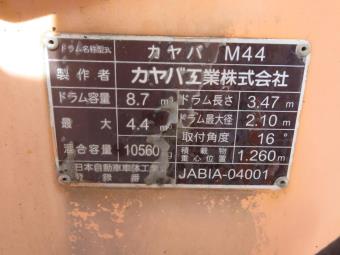 ドラム名称型式 カヤバ M44
製作者 カヤバ工業株式会社
ドラム容量 8.7 m³ ドラム長さ 3.47 m
最大 4.4 m³ ドラム最大径 2.10 m
混合容量 10560 kg 取付角度 16°
積載物重心位置 1.260m
日本自動車車体工業会
登録番 JABIA-04001